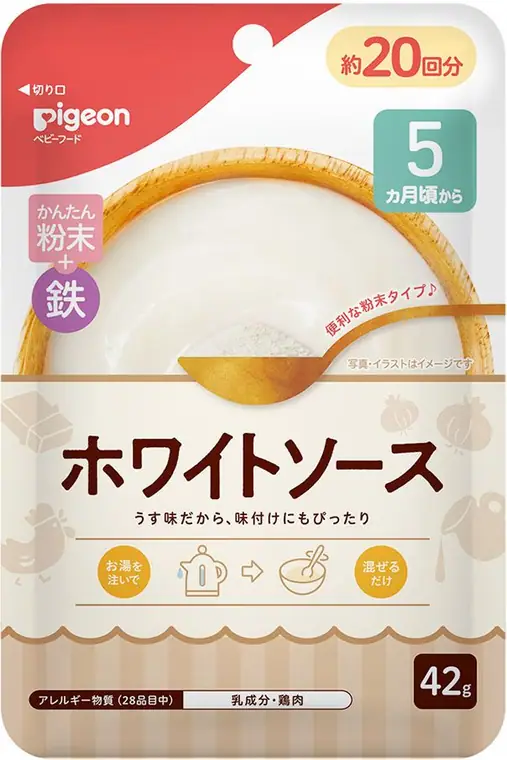 約20回分
◀切り口
Pigeon
ベビーフード
5
カ月頃から
かんたん
粉末
+
鉄
便利な粉末タイプ♪
写真・イラストはイメージです
ホワイトソース
うす味だから、味付けにもぴったり
お湯を
注いで
混ぜる
だけ
アレルギー物質(28品目中)
乳成分・鶏肉
42g